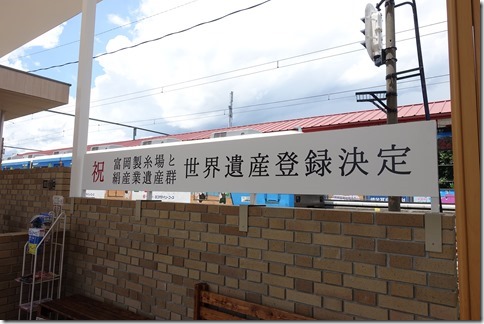 祝 富岡製糸場と
絹産業遺産群 世界遺産登録決定